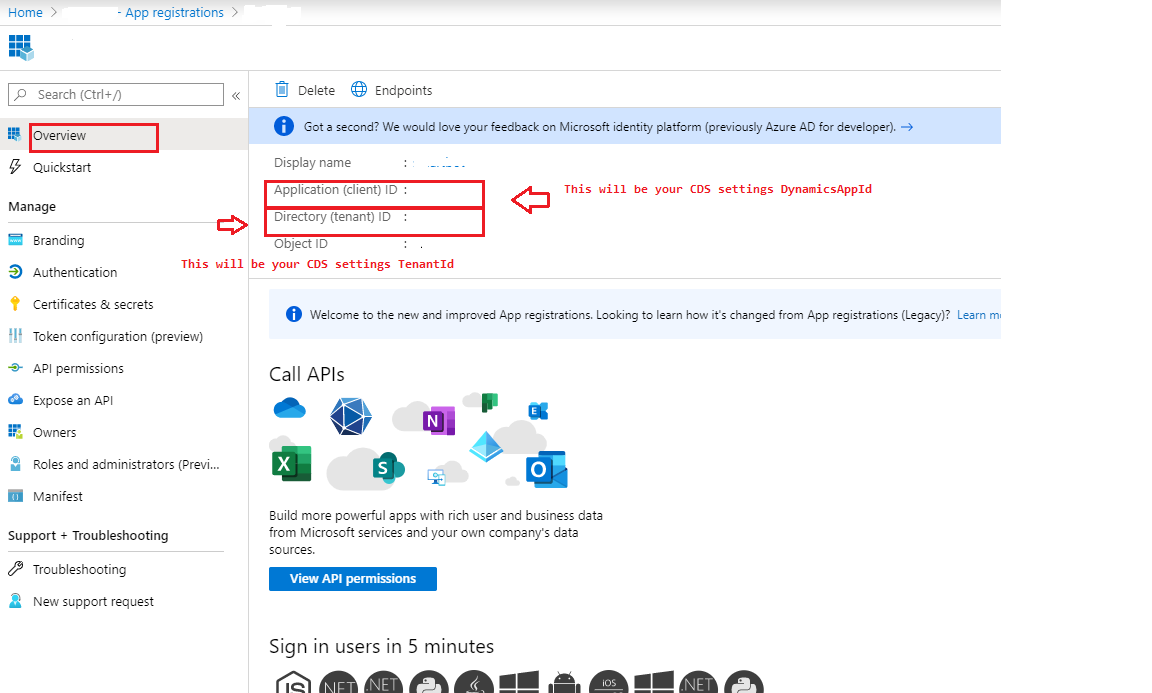 Home > - App registrations >
Search (Ctrl+/)
«
Overview
Quickstart
Manage
Branding
Authentication
Certificates & secrets
Token configuration (preview)
API permissions
Expose an API
Owners
Roles and administrators (Previ...
Manifest
Support + Troubleshooting
Troubleshooting
New support request
Delete Endpoints
Got a second? We would love your feedback on Microsoft identity platform (previously Azure AD for developer). →
Display name :
Application (client) ID :
This will be your CDS settings DynamicsAppId
Directory (tenant) ID :
Object ID :
This will be your CDS settings TenantId
Welcome to the new and improved App registrations. Looking to learn how it's changed from App registrations (Legacy)? Learn mo
Call APIs
N
E
X
S
O
Build more powerful apps with rich user and business data
from Microsoft services and your own company's data
sources.
View API permissions
Sign in users in 5 minutes
JS .NET .NET iOS .NET